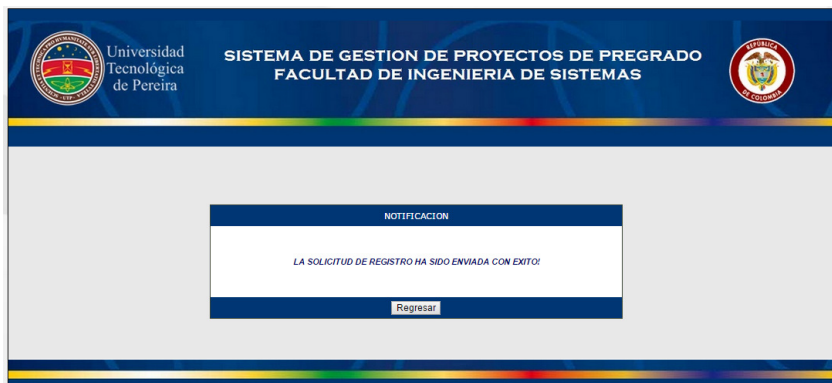 Universidad
Tecnológica
de Pereira
SISTEMA DE GESTION DE PROYECTOS DE PREGRADO
FACULTAD DE INGENIERIA DE SISTEMAS
REPÚBLICA
DE COLOMBIA
NOTIFICACION
LA SOLICITUD DE REGISTRO HA SIDO ENVIADA CON EXITO!
Regresar